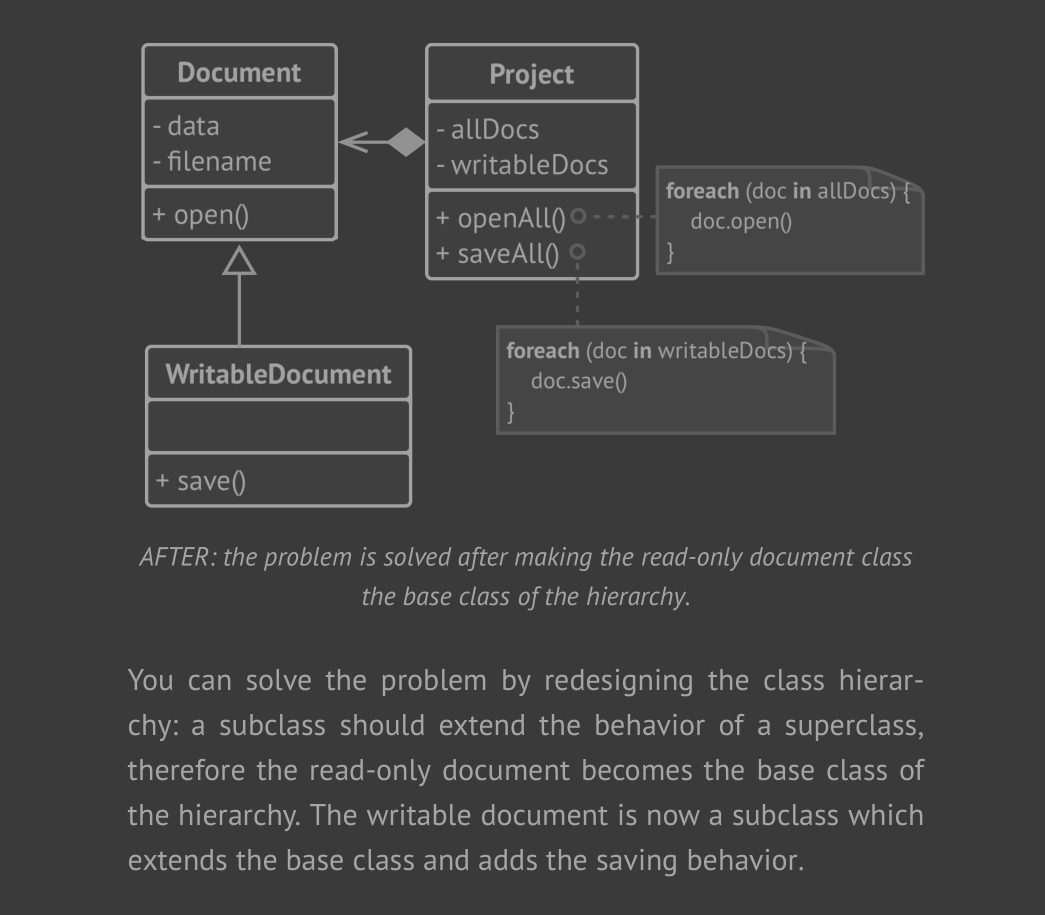 Document
- data
- filename
+ open()
Project
- allDocs
- writableDocs
+ openAll()
+ saveAll()
foreach (doc in allDocs) {
doc.open()
}
foreach (doc in writableDocs) {
doc.save()
}
WritableDocument
+ save()
AFTER: the problem is solved after making the read-only document class
the base class of the hierarchy.
You can solve the problem by redesigning the class hierar-
chy: a subclass should extend the behavior of a superclass,
therefore the read-only document becomes the base class of
the hierarchy. The writable document is now a subclass which
extends the base class and adds the saving behavior.